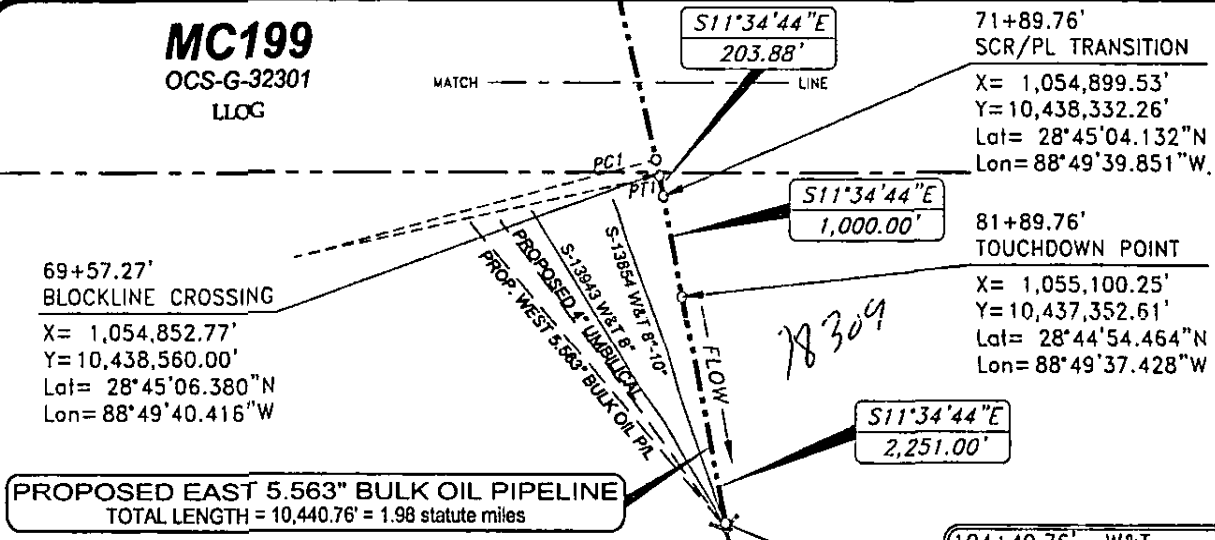 MC199
OCS-G-32301
LLOG
MATCH
LINE
S11°34'44"E
203.88'
71+89.76'
SCR/PL TRANSITION
X= 1,054,899.53'
Y=10,438,332.26'
Lat= 28°45'04.132"N
Lon=88°49'39.851"W
PC1
PT1
S11°34'44"E
1,000.00'
81+89.76'
TOUCHDOWN POINT
X= 1,055,100.25'
Y=10,437,352.61'
Lat= 28°44'54.464"N
Lon=88°49'37.428"W
69+57.27'
BLOCKLINE CROSSING
X= 1,054,852.77'
Y=10,438,560.00'
Lat= 28°45'06.380"N
Lon=88°49'40.416"W
S-13854 W&T 8"-10"
S-13943 W&T 8"
PROPOSED 4" UMBILICAL
PROP. WEST 5.563" BULK OIL P/L
FLOW
18309
S11°34'44"E
2,251.00'
PROPOSED EAST 5.563" BULK OIL PIPELINE
TOTAL LENGTH = 10,440.76' = 1.98 statute miles